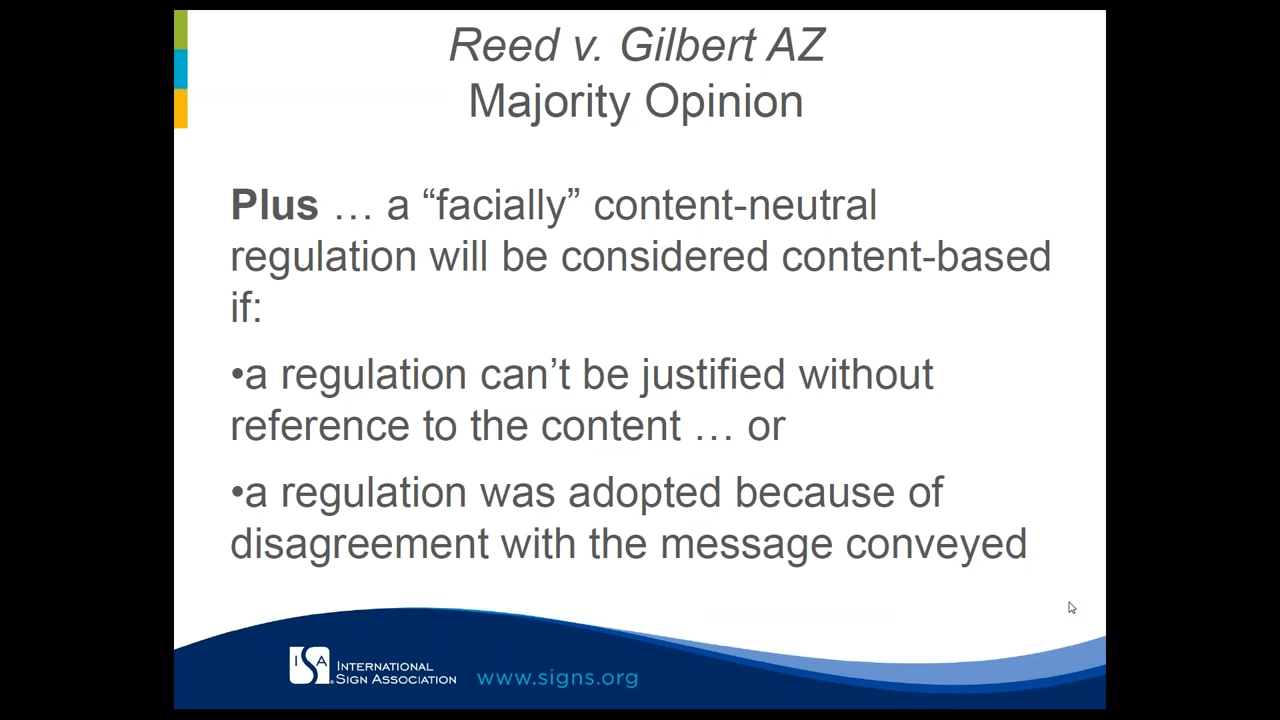 Reed v. Gilbert AZ
Majority Opinion
Plus … a “facially” content-neutral
regulation will be considered content-based
if:
•a regulation can’t be justified without
reference to the content … or
•a regulation was adopted because of
disagreement with the message conveyed
ISA
INTERNATIONAL
SIGN ASSOCIATION
www.signs.org